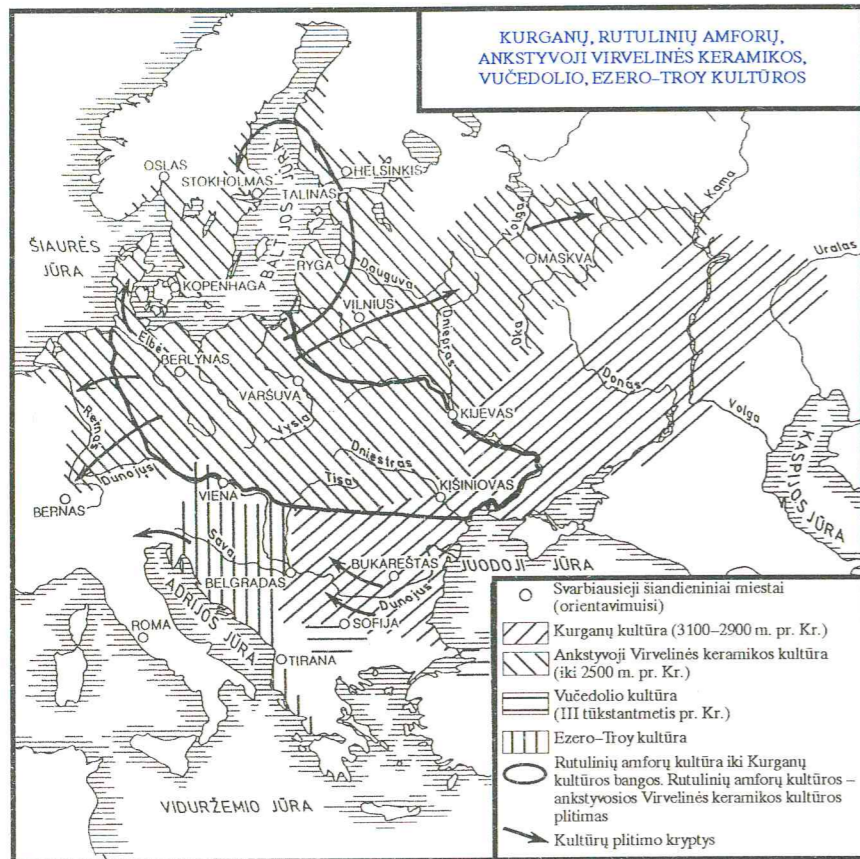 KURGANŲ, RUTULINIŲ AMFORŲ,
ANKSTYVOJI VIRVELINĖS KERAMIKOS,
VUČEDOLIO, EZERO–TROY KULTŪROS
OSLAS
STOKHOLMAS
HELSINKIS
TALINAS
BALTIJOS JŪRA
ŠIAURĖS
JŪRA
KOPENHAGA
RYGA
Dauguva
VILNIUS
Volga
Kama
MASKVA
Uralas
Oka
Dniepras
Elbė
BERLYNAS
VARŠUVA
Vysla
KIJEVAS
Donas
Volga
Reinas
Dunojus
BERNAS
VIENA
Tisa
Dniestras
KIŠINIOVAS
KASPIJOS JŪRA
Sava
BELGRADAS
BUKAREŠTAS
JUODOJI JŪRA
Dunojus
SOFIJA
ADRIJOS JŪRA
ROMA
TIRANA
VIDURŽEMIO JŪRA
Svarbiausieji šiandieniniai miestai
(orientavimuisi)
Kurganų kultūra (3100–2900 m. pr. Kr.)
Ankstyvoji Virvelinės keramikos kultūra
(iki 2500 m. pr. Kr.)
Vučedolio kultūra
(III tūkstantmetis pr. Kr.)
Ezero–Troy kultūra
Rutulinių amforų kultūra iki Kurganų
kultūros bangos. Rutulinių amforų kultūros –
ankstyvosios Virvelinės keramikos kultūros
plitimas
Kultūrų plitimo kryptys